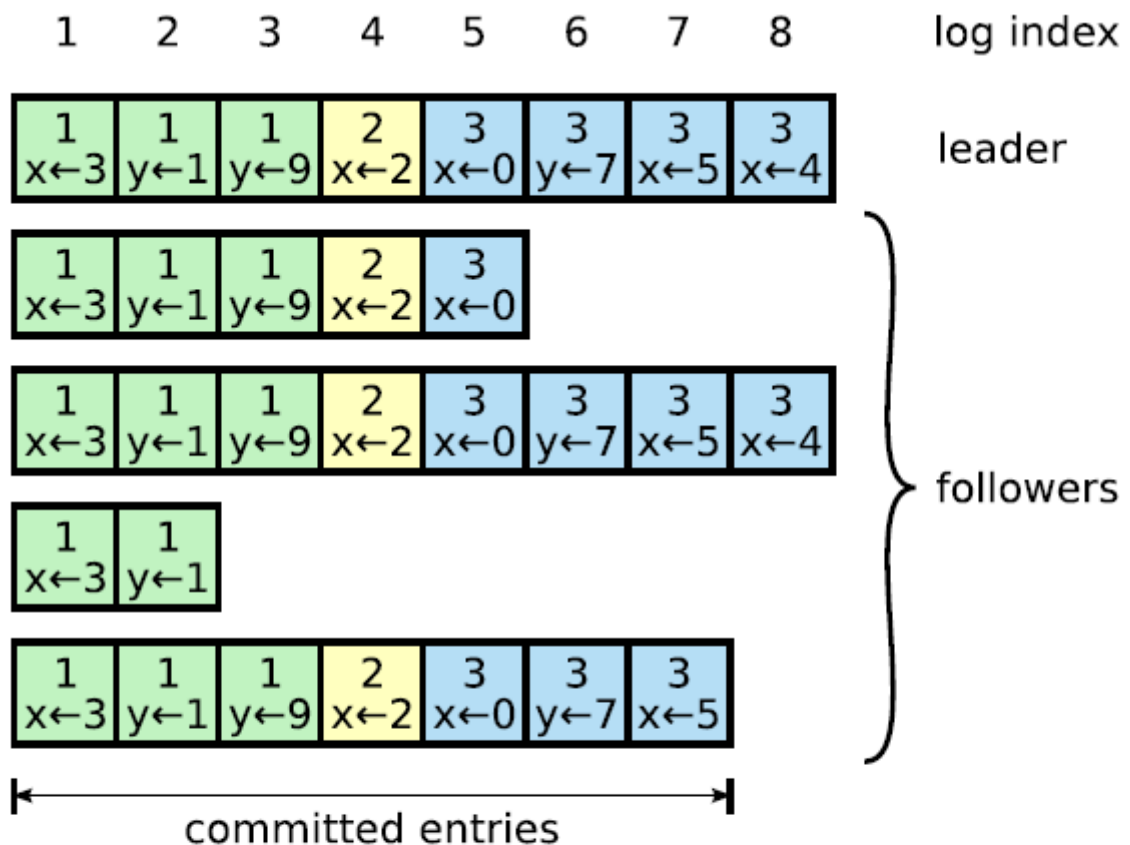 1 2 3 4 5 6 7 8 log index
1 1 1 2 3 3 3 3
x←3 y←1 y←9 x←2 x←0 y←7 x←5 x←4
leader
1 1 1 2 3
x←3 y←1 y←9 x←2 x←0
1 1 1 2 3 3 3 3
x←3 y←1 y←9 x←2 x←0 y←7 x←5 x←4
followers
1 1
x←3 y←1
1 1 1 2 3 3 3
x←3 y←1 y←9 x←2 x←0 y←7 x←5
committed entries